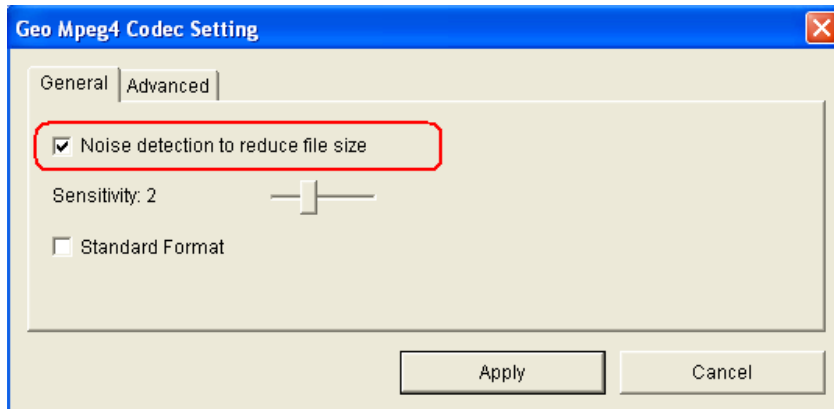 Geo Mpeg4 Codec Setting
General Advanced
Noise detection to reduce file size
Sensitivity: 2
Standard Format
Apply Cancel